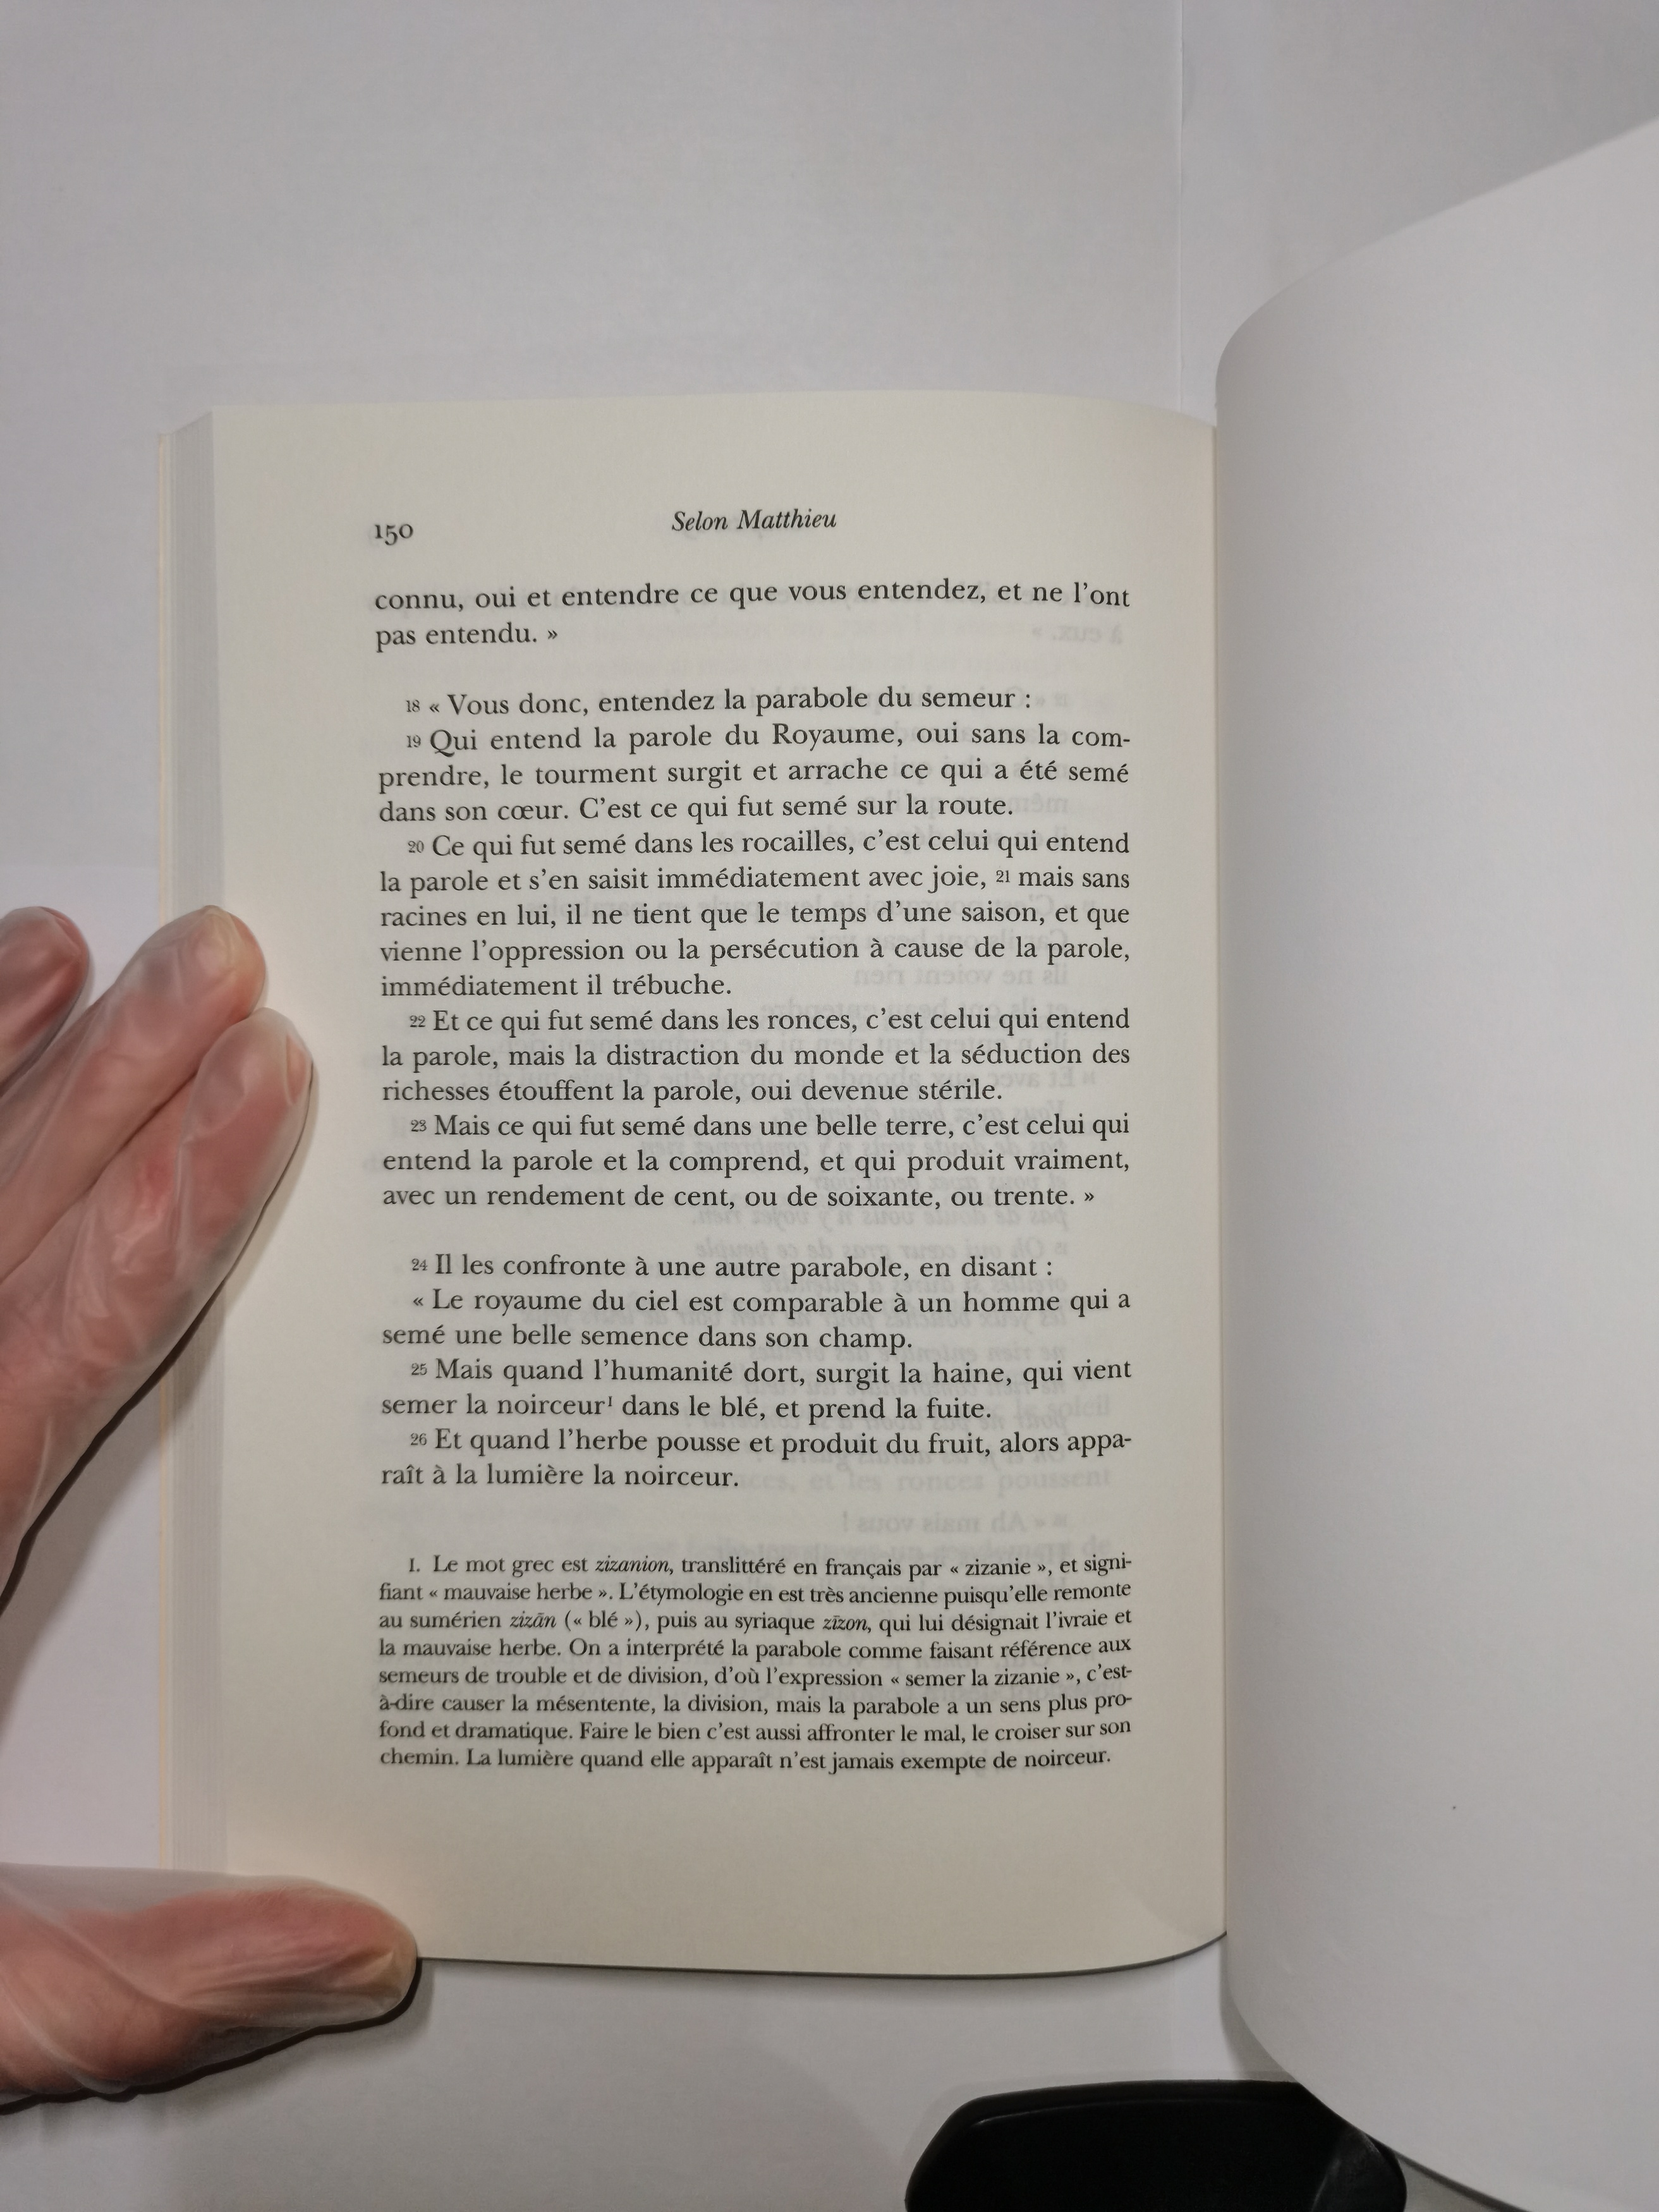 150
Selon Matthieu
connu, oui et entendre ce que vous entendez, et ne l'ont
pas entendu. »
18 « Vous donc, entendez la parabole du semeur :
19 Qui entend la parole du Royaume, oui sans la com-
prendre, le tourment surgit et arrache ce qui a été semé
dans son cœur. C'est ce qui fut semé sur la route.
20 Ce qui fut semé dans les rocailles, c'est celui qui entend
la parole et s'en saisit immédiatement avec joie, 21 mais sans
racines en lui, il ne tient que le temps d'une saison, et que
vienne l'oppression ou la persécution à cause de la parole,
immédiatement il trébuche.
22 Et ce qui fut semé dans les ronces, c'est celui qui entend
la parole, mais la distraction du monde et la séduction des
richesses étouffent la parole, oui devenue stérile.
23 Mais ce qui fut semé dans une belle terre, c'est celui qui
entend la parole et la comprend, et qui produit vraiment,
avec un rendement de cent, ou de soixante, ou trente. »
24 Il les confronte à une autre parabole, en disant :
« Le royaume du ciel est comparable à un homme qui a
semé une belle semence dans son champ.
25 Mais quand l'humanité dort, surgit la haine, qui vient
semer la noirceur¹ dans le blé, et prend la fuite.
26 Et quand l'herbe pousse et produit du fruit, alors appa-
raît à la lumière la noirceur.
1. Le mot grec est zizanion, translittéré en français par « zizanie », et signi-
fiant « mauvaise herbe ». L'étymologie en est très ancienne puisqu'elle remonte
au sumérien zizān (« blé »), puis au syriaque zīzon, qui lui désignait l'ivraie et
la mauvaise herbe. On a interprété la parabole comme faisant référence aux
semeurs de trouble et de division, d'où l'expression « semer la zizanie », c'est-
à-dire causer la mésentente, la division, mais la parabole a un sens plus pro-
fond et dramatique. Faire le bien c'est aussi affronter le mal, le croiser sur son
chemin. La lumière quand elle apparaît n'est jamais exempte de noirceur.